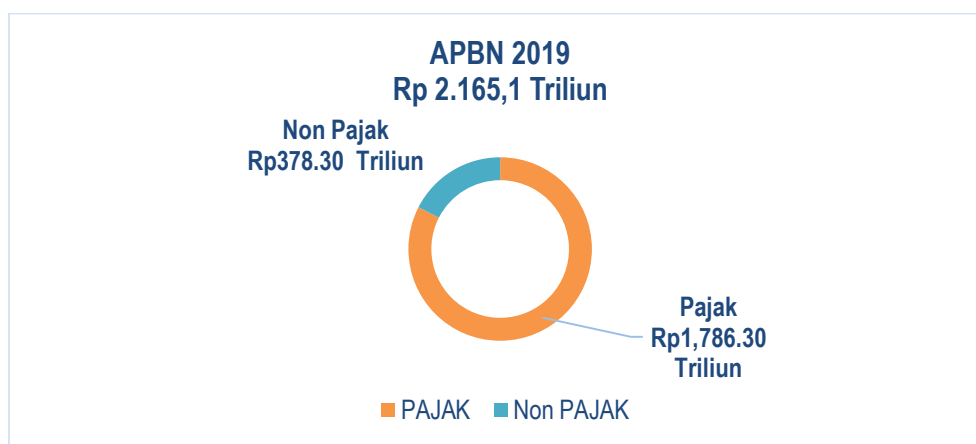 APBN 2019
Rp 2.165,1 Triliun
Non Pajak
Rp378.30 Triliun
Pajak
Rp1,786.30
Triliun
PAJAK Non PAJAK